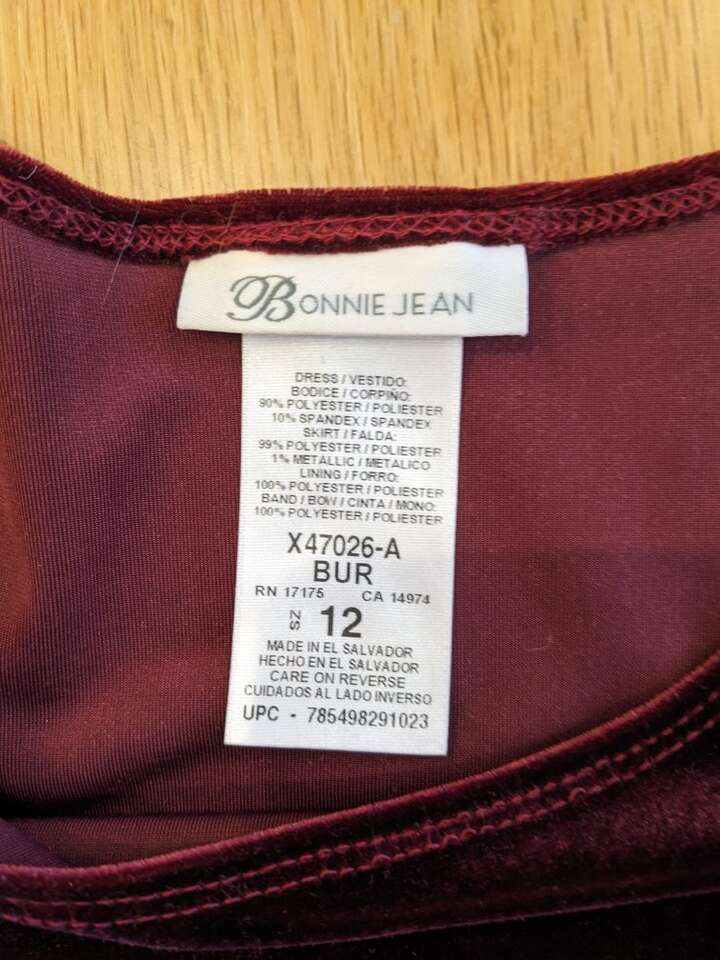 BONNIE JEAN
DRESS / VESTIDO:
BODICE / CORPIÑO:
90% POLYESTER / POLIESTER
10% SPANDEX / SPANDEX
SKIRT / FALDA:
99% POLYESTER / POLIESTER
1% METALLIC / METALICO
LINING / FORRO:
100% POLYESTER / POLIESTER
BAND / BOW / CINTA / MONO:
100% POLYESTER / POLIESTER
X47026-A
BUR
RN 17175 CA 14974
SZ 12
MADE IN EL SALVADOR
HECHO EN EL SALVADOR
CARE ON REVERSE
CUIDADOS AL LADO INVERSO
UPC - 785498291023